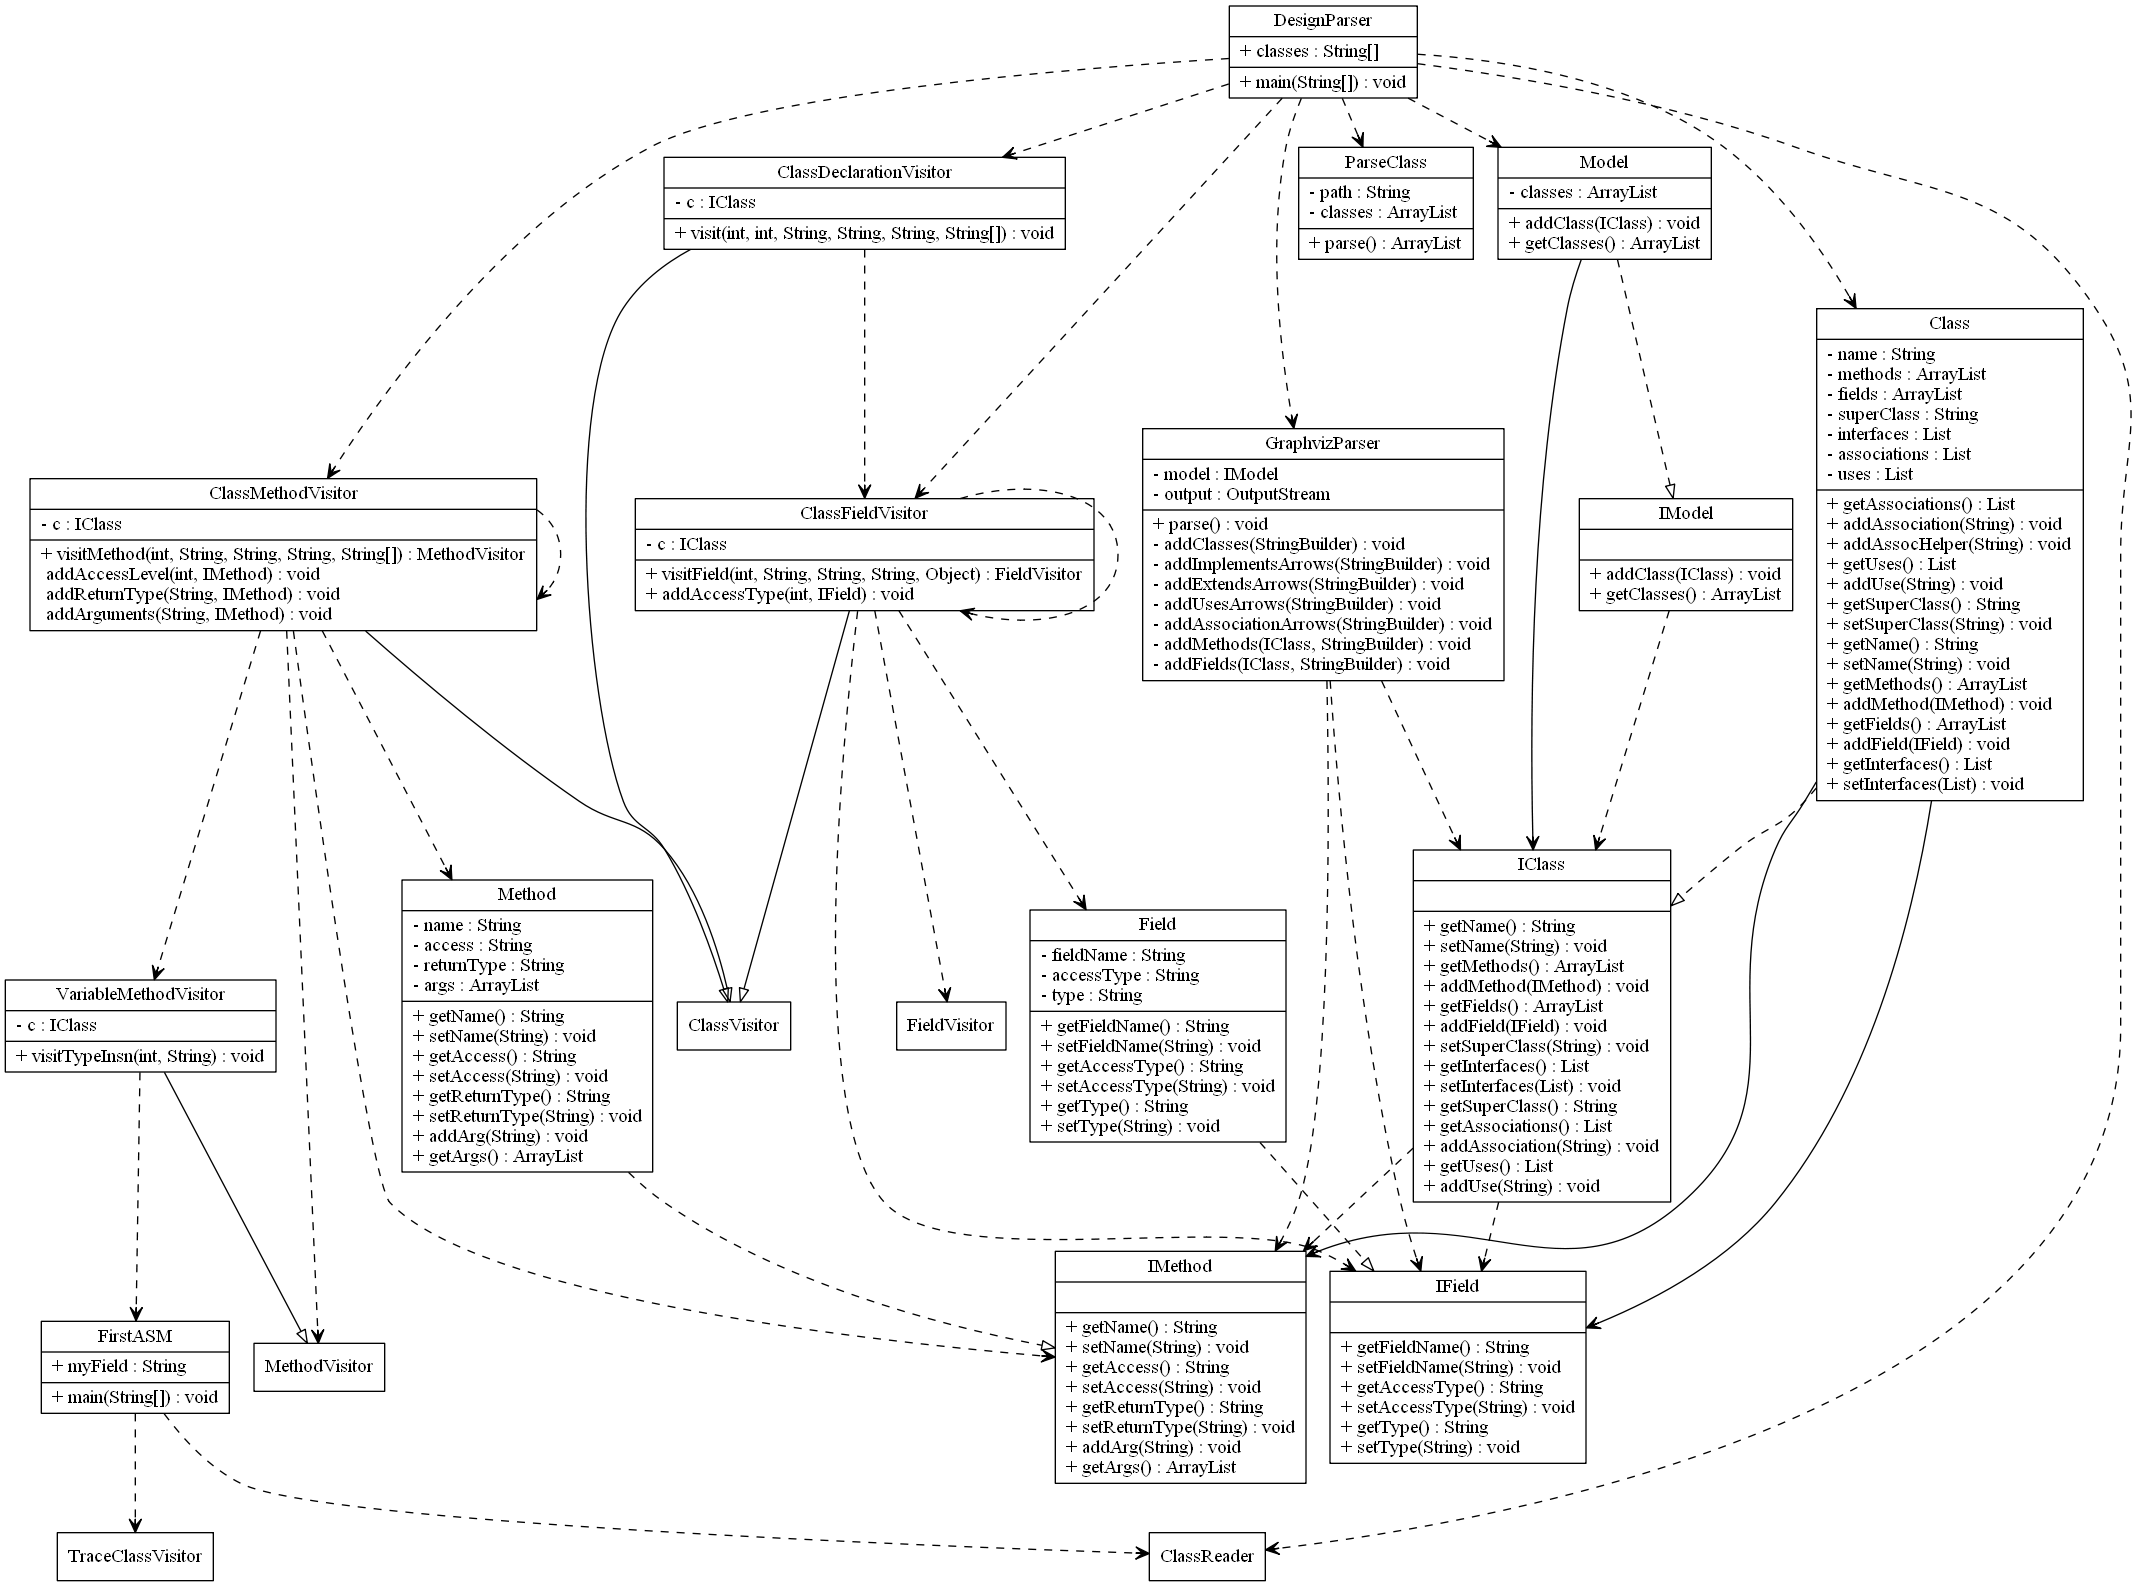 DesignParser
+ classes : String[]
+ main(String[]) : void
ClassDeclarationVisitor
- c : IClass
+ visit(int, int, String, String, String, String[]) : void
ParseClass
- path : String
- classes : ArrayList
+ parse() : ArrayList
Model
- classes : ArrayList
+ addClass(IClass) : void
+ getClasses() : ArrayList
Class
- name : String
- methods : ArrayList
- fields : ArrayList
- superClass : String
- interfaces : List
- associations : List
- uses : List
+ getAssociations() : List
+ addAssociation(String) : void
+ addAssocHelper(String) : void
+ getUses() : List
+ addUse(String) : void
+ getSuperClass() : String
+ setSuperClass(String) : void
+ getName() : String
+ setName(String) : void
+ getMethods() : ArrayList
+ addMethod(IMethod) : void
+ getFields() : ArrayList
+ addField(IField) : void
+ getInterfaces() : List
+ setInterfaces(List) : void
ClassMethodVisitor
- c : IClass
+ visitMethod(int, String, String, String, String[]) : MethodVisitor
addAccessLevel(int, IMethod) : void
addReturnType(String, IMethod) : void
addArguments(String, IMethod) : void
ClassFieldVisitor
- c : IClass
+ visitField(int, String, String, String, Object) : FieldVisitor
+ addAccessType(int, IField) : void
GraphvizParser
- model : IModel
- output : OutputStream
+ parse() : void
- addClasses(StringBuilder) : void
- addImplementsArrows(StringBuilder) : void
- addExtendsArrows(StringBuilder) : void
- addUsesArrows(StringBuilder) : void
- addAssociationArrows(StringBuilder) : void
- addMethods(IClass, StringBuilder) : void
- addFields(IClass, StringBuilder) : void
IModel
+ addClass(IClass) : void
+ getClasses() : ArrayList
VariableMethodVisitor
- c : IClass
+ visitTypeInsn(int, String) : void
Method
- name : String
- access : String
- returnType : String
- args : ArrayList
+ getName() : String
+ setName(String) : void
+ getAccess() : String
+ setAccess(String) : void
+ getReturnType() : String
+ setReturnType(String) : void
+ addArg(String) : void
+ getArgs() : ArrayList
ClassVisitor
FieldVisitor
Field
- fieldName : String
- accessType : String
- type : String
+ getFieldName() : String
+ setFieldName(String) : void
+ getAccessType() : String
+ setAccessType(String) : void
+ getType() : String
+ setType(String) : void
IClass
+ getName() : String
+ setName(String) : void
+ getMethods() : ArrayList
+ addMethod(IMethod) : void
+ getFields() : ArrayList
+ addField(IField) : void
+ setSuperClass(String) : void
+ getInterfaces() : List
+ setInterfaces(List) : void
+ getSuperClass() : String
+ getAssociations() : List
+ addAssociation(String) : void
+ getUses() : List
+ addUse(String) : void
FirstASM
+ myField : String
+ main(String[]) : void
MethodVisitor
IMethod
+ getName() : String
+ setName(String) : void
+ getAccess() : String
+ setAccess(String) : void
+ getReturnType() : String
+ setReturnType(String) : void
+ addArg(String) : void
+ getArgs() : ArrayList
IField
+ getFieldName() : String
+ setFieldName(String) : void
+ getAccessType() : String
+ setAccessType(String) : void
+ getType() : String
+ setType(String) : void
TraceClassVisitor
ClassReader